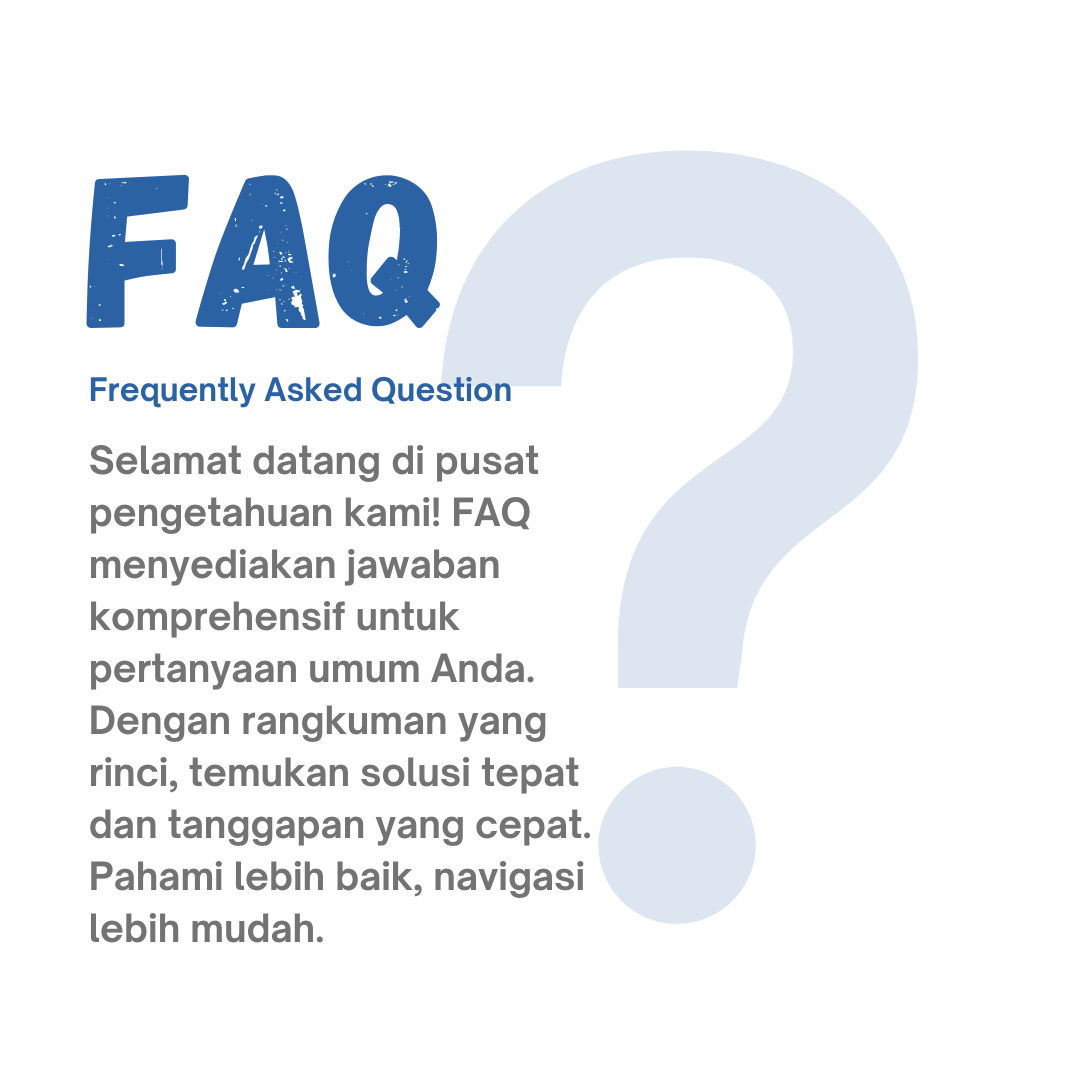 FAQ
Frequently Asked Question
Selamat datang di pusat
pengetahuan kami! FAQ
menyediakan jawaban
komprehensif untuk
pertanyaan umum Anda.
Dengan rangkuman yang
rinci, temukan solusi tepat
dan tanggapan yang cepat.
Pahami lebih baik, navigasi
lebih mudah.
?